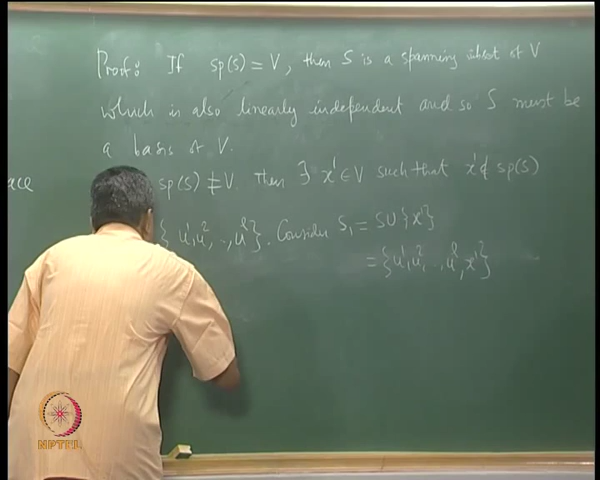 Proof: If sp(S) = V, then S is a spanning subset of V
which is also linearly independent and so S must be
a basis of V.
ace sp(S) ≠ V. Then ∃ x¹ ∈ V such that x¹ ∉ sp(S)
{ u¹, u², .., uˡ }. Consider S₁ = S ∪ {x¹}
= { u¹, u², .., uˡ, x¹ }
NPTEL